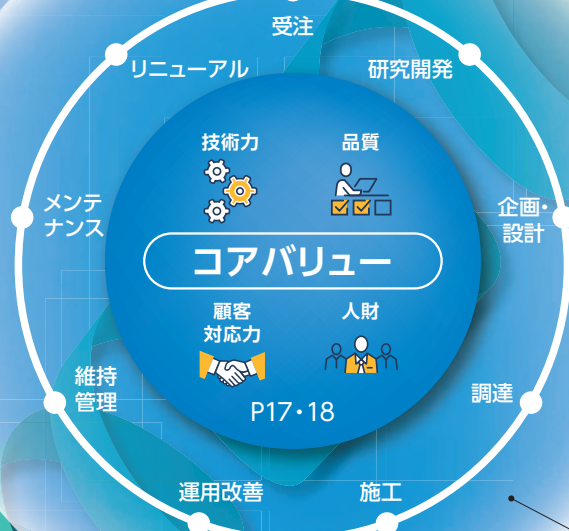 受注
研究開発
企画・
設計
調達
施工
運用改善
維持
管理
メンテ
ナンス
リニューアル
技術力
品質
コアバリュー
顧客
対応力
人財
P17・18